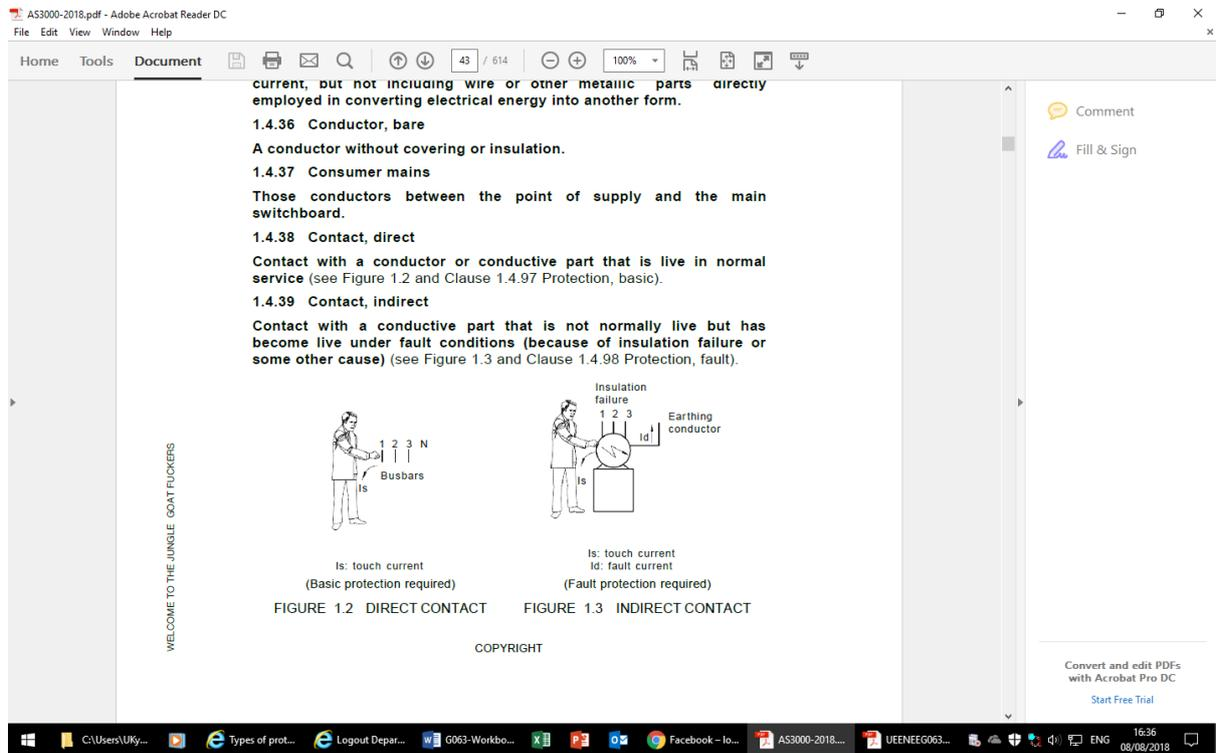 AS3000-2018.pdf - Adobe Acrobat Reader DC
File Edit View Window Help
Home Tools Document 43 / 614 100%
current, but not including wire or other metallic parts directly
employed in converting electrical energy into another form.
1.4.36 Conductor, bare
A conductor without covering or insulation.
1.4.37 Consumer mains
Those conductors between the point of supply and the main
switchboard.
1.4.38 Contact, direct
Contact with a conductor or conductive part that is live in normal
service (see Figure 1.2 and Clause 1.4.97 Protection, basic).
1.4.39 Contact, indirect
Contact with a conductive part that is not normally live but has
become live under fault conditions (because of insulation failure or
some other cause) (see Figure 1.3 and Clause 1.4.98 Protection, fault).
1 2 3 N
Busbars
Is
Is: touch current
(Basic protection required)
FIGURE 1.2 DIRECT CONTACT
Insulation
failure
1 2 3
Earthing
conductor
Id
Is
Is: touch current
Id: fault current
(Fault protection required)
FIGURE 1.3 INDIRECT CONTACT
COPYRIGHT
WELCOME TO THE JUNGLE GOAT FUCKERS
Comment
Fill & Sign
Convert and edit PDFs
with Acrobat Pro DC
Start Free Trial
C:\Users\UKy...
Types of prot...
Logout Depar...
G063-Workbo...
Facebook – lo...
AS3000-2018....
UEENEEG063...
ENG
16:36
08/08/2018